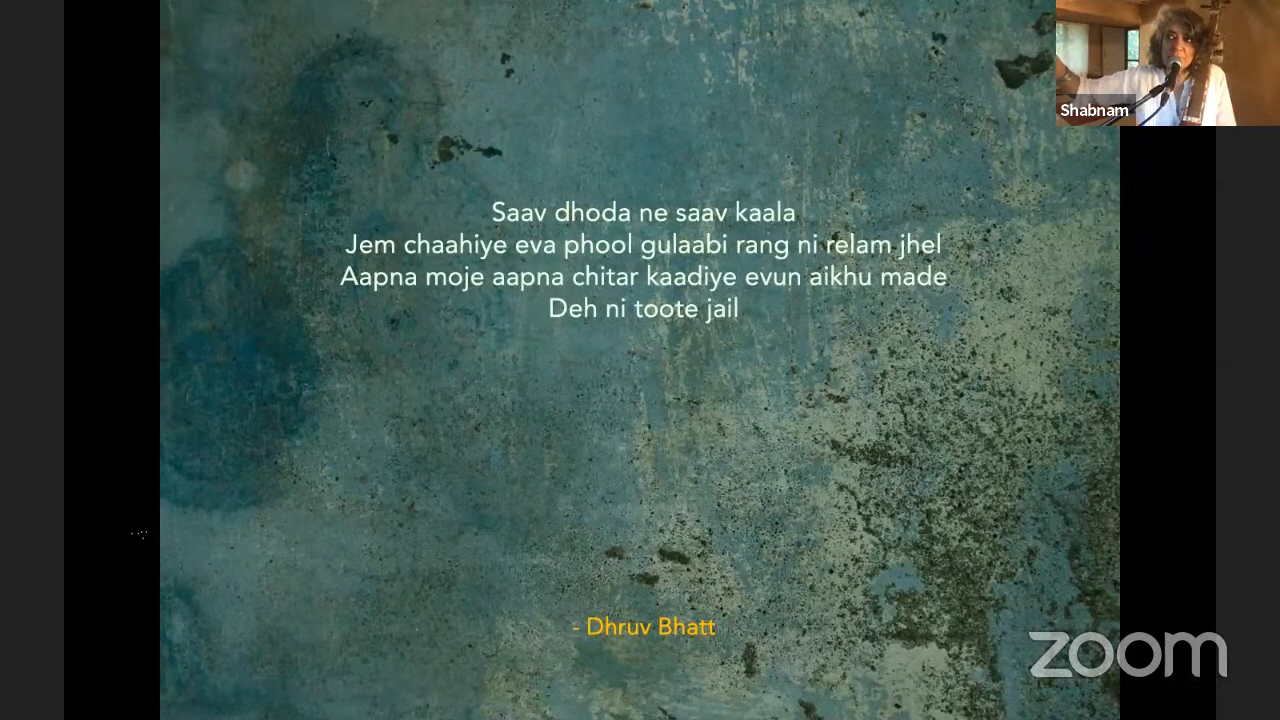 Shabnam
Saav dhoda ne saav kaala
Jem chaahiye eva phool gulaabi rang ni relam jhel
Aapna moje aapna chitar kaadiye evun aikhu made
Deh ni toote jail
- Dhruv Bhatt
zoom